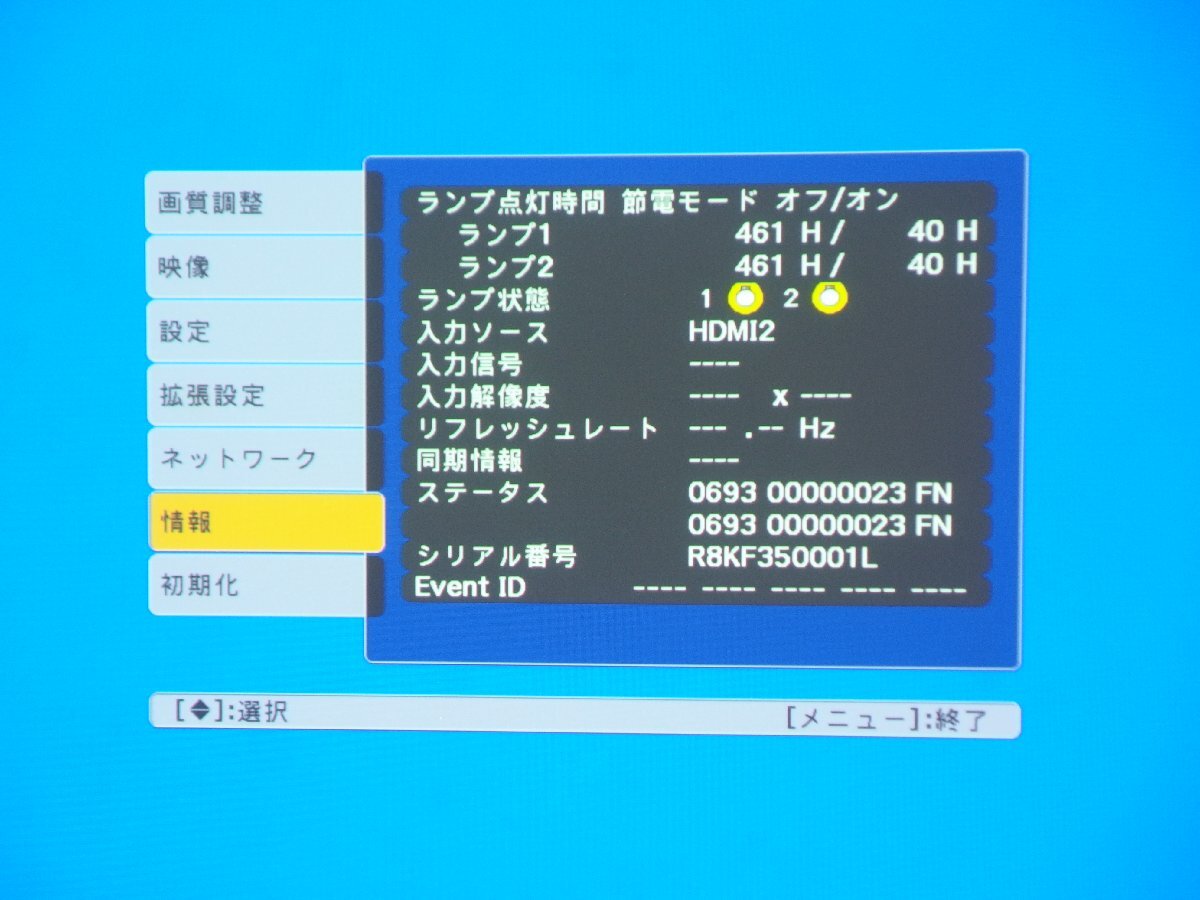 画質調整
映像
設定
拡張設定
ネットワーク
情報
初期化
ランプ点灯時間 節電モード オフ/オン
ランプ1 461 H / 40 H
ランプ2 461 H / 40 H
ランプ状態 1 2
入力ソース HDMI2
入力信号 ----
入力解像度 ---- x ----
リフレッシュレート --- .-- Hz
同期情報 ----
ステータス 0693 00000023 FN
0693 00000023 FN
シリアル番号 R8KF350001L
Event ID ---- ---- ---- ---- ----
[◆]:選択
[メニュー]:終了